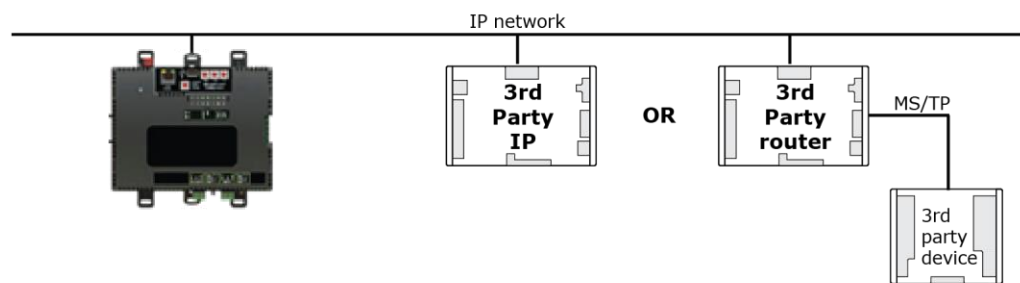 IP network
3rd
Party
IP
OR
3rd
Party
router
MS/TP
3rd
party
device